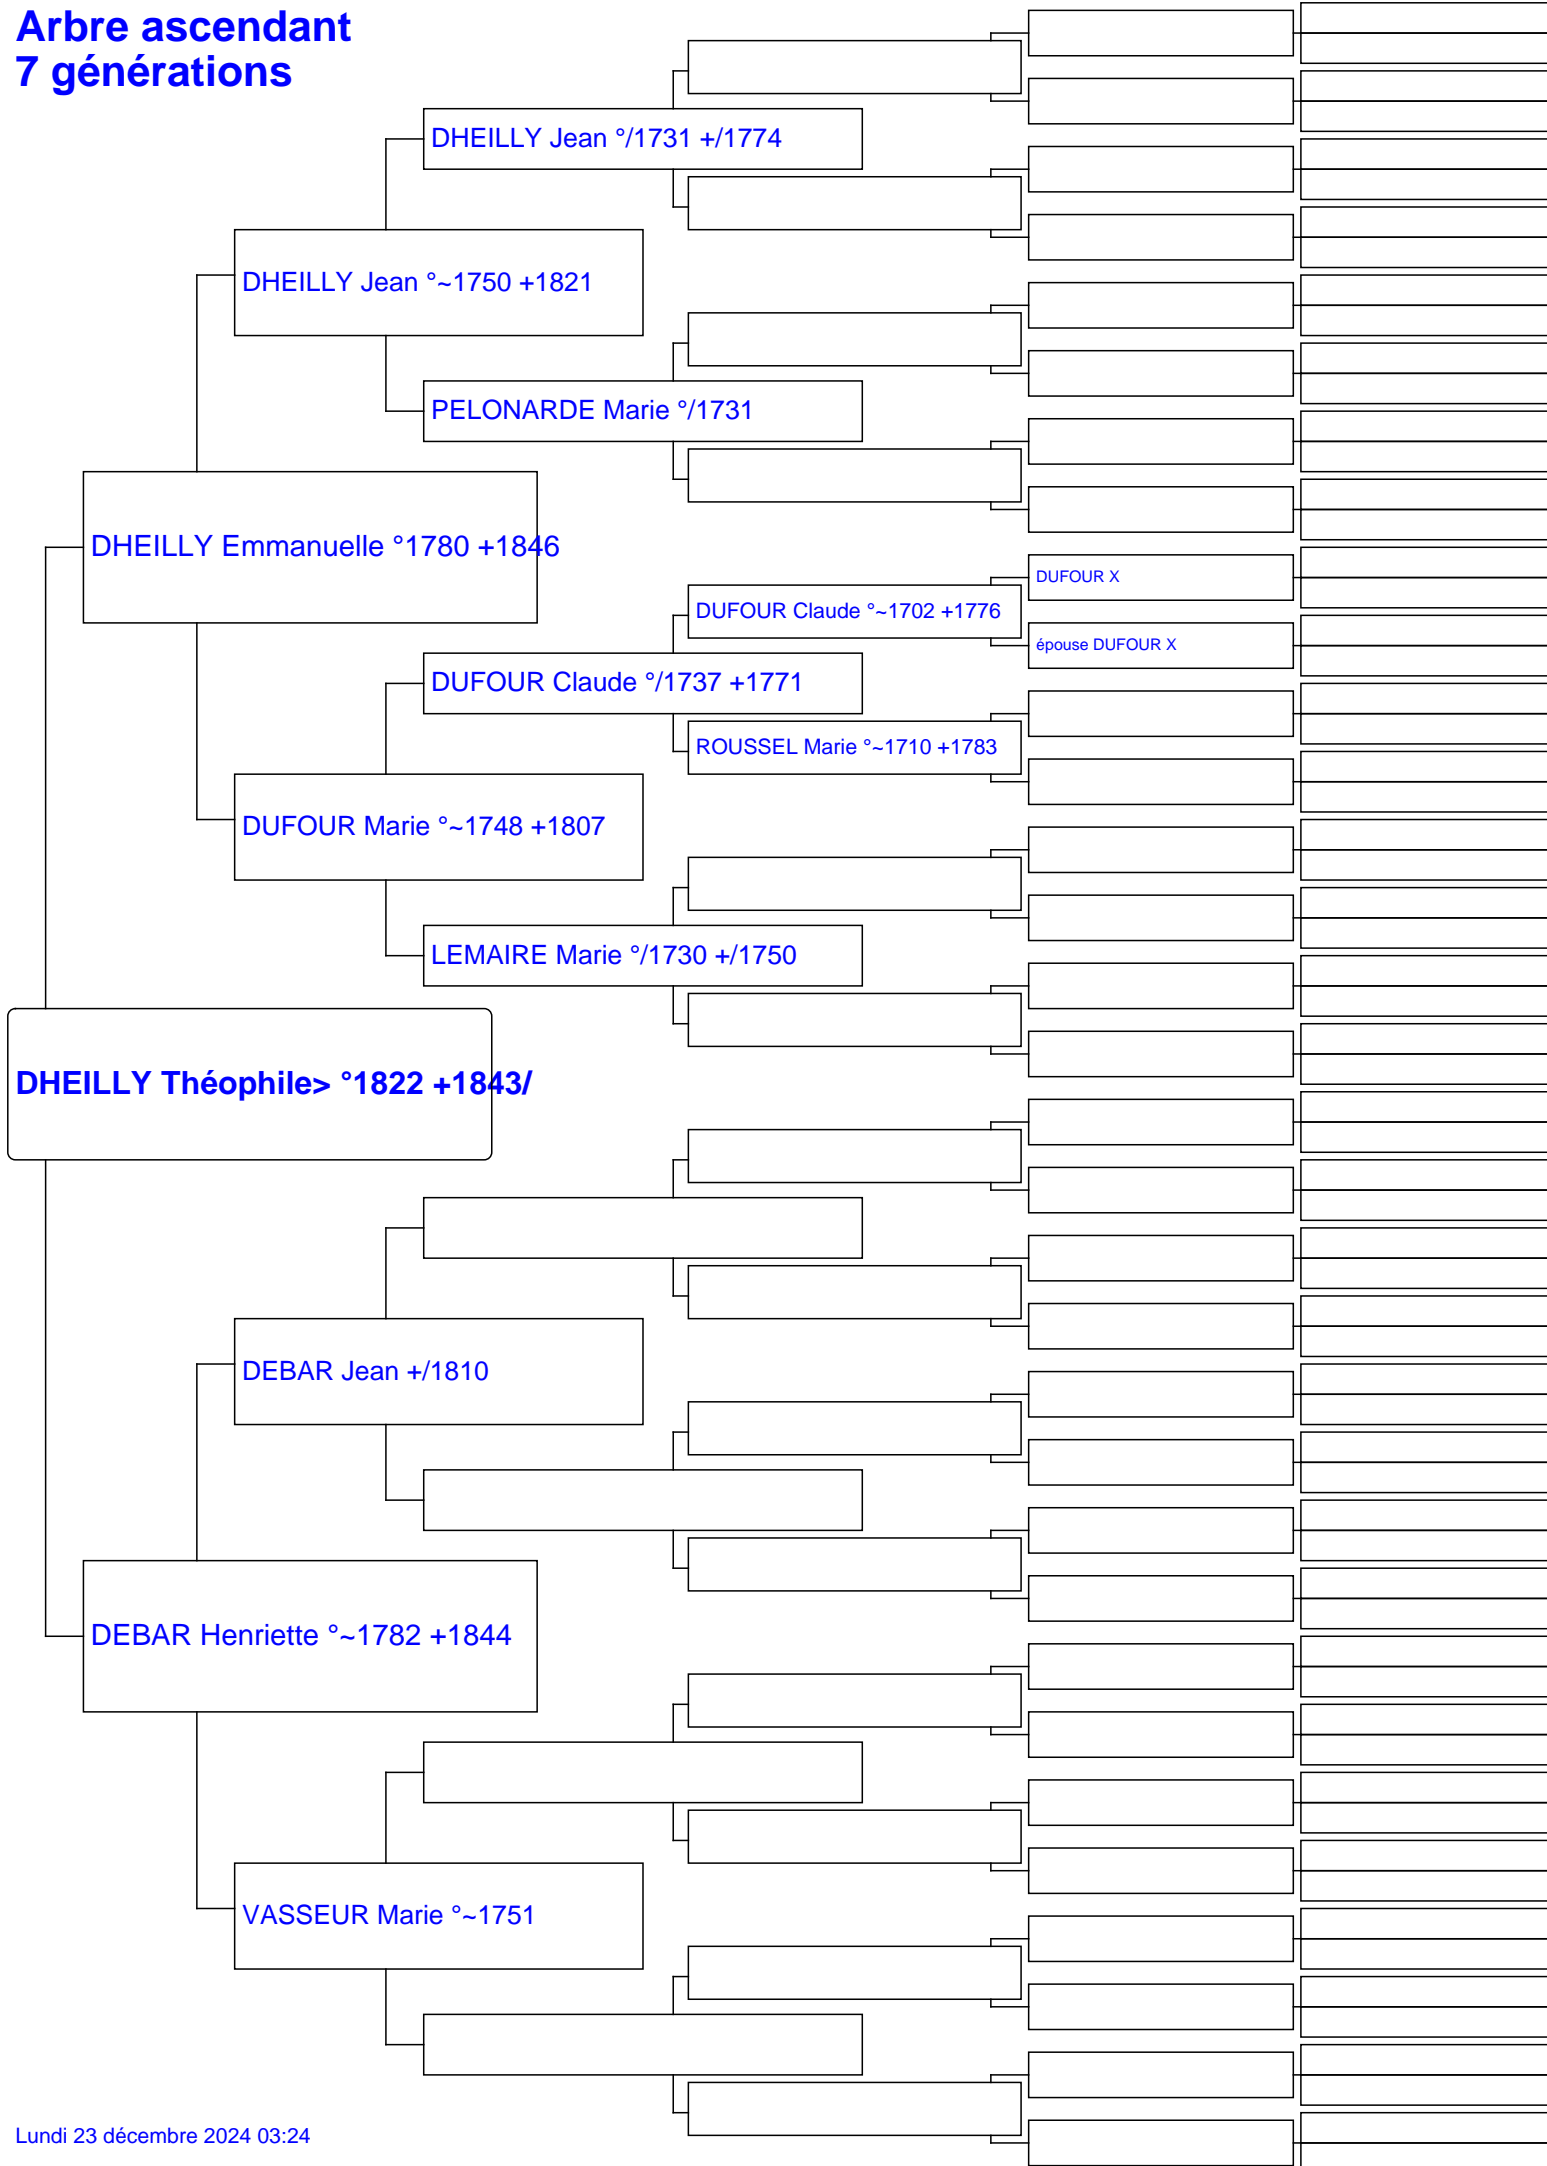 Arbre ascendant
7 générations
DHEILLY Jean °/1731 +/1774
DHEILLY Jean °~1750 +1821
PELONARDE Marie °/1731
DHEILLY Emmanuelle °1780 +1846
DUFOUR X
DUFOUR Claude °~1702 +1776
épouse DUFOUR X
DUFOUR Claude °/1737 +1771
ROUSSEL Marie °~1710 +1783
DUFOUR Marie °~1748 +1807
LEMAIRE Marie °/1730 +/1750
DHEILLY Théophile> °1822 +1843/
DEBAR Jean +/1810
DEBAR Henriette °~1782 +1844
VASSEUR Marie °~1751
Lundi 23 décembre 2024 03:24